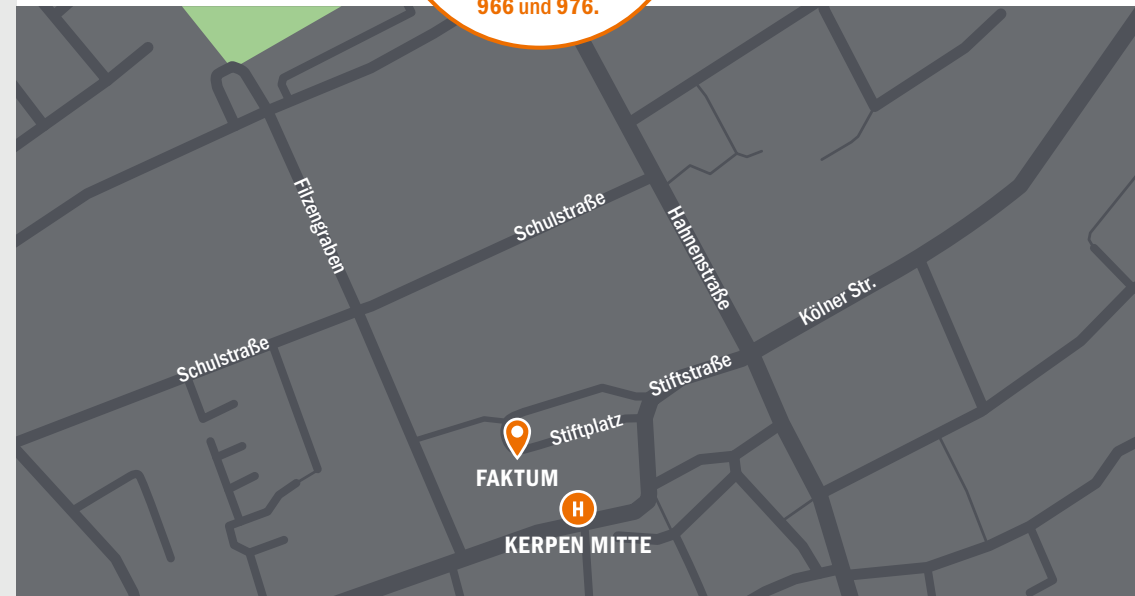 966 und 976.
Filzengraben
Schulstraße
Hahnenstraße
Kölner Str.
Schulstraße
Stiftstraße
Stiftplatz
FAKTUM
H
KERPEN MITTE